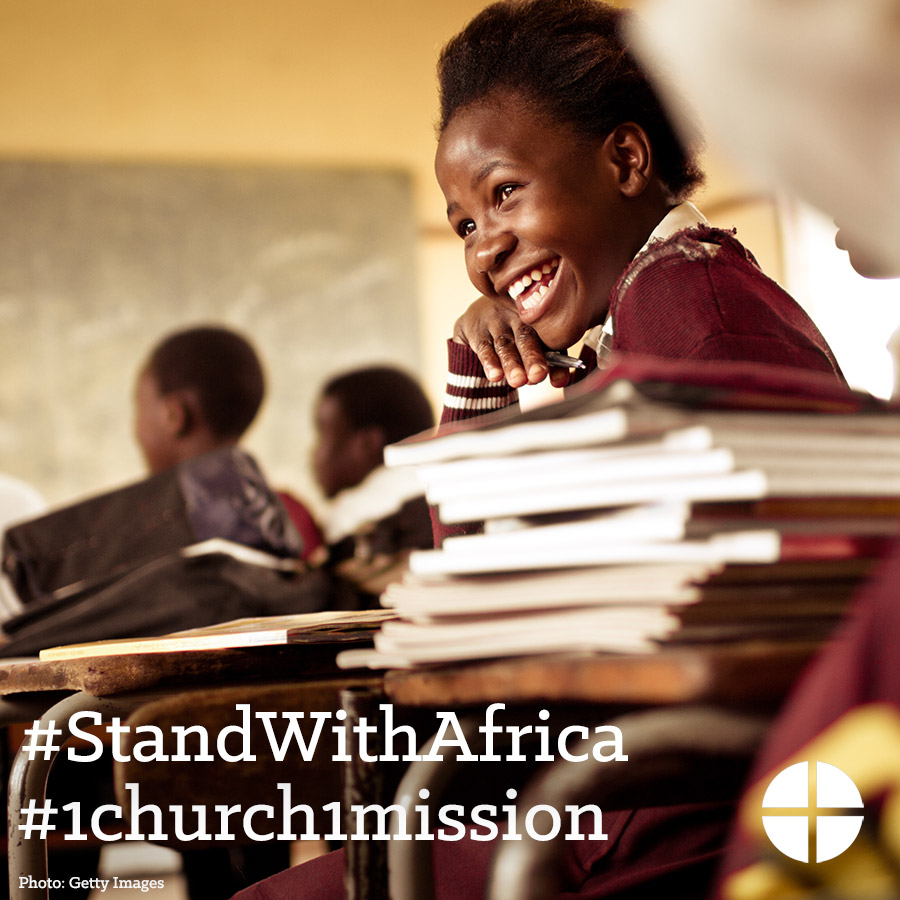 #StandWithAfrica
#1church1mission
Photo: Getty Images